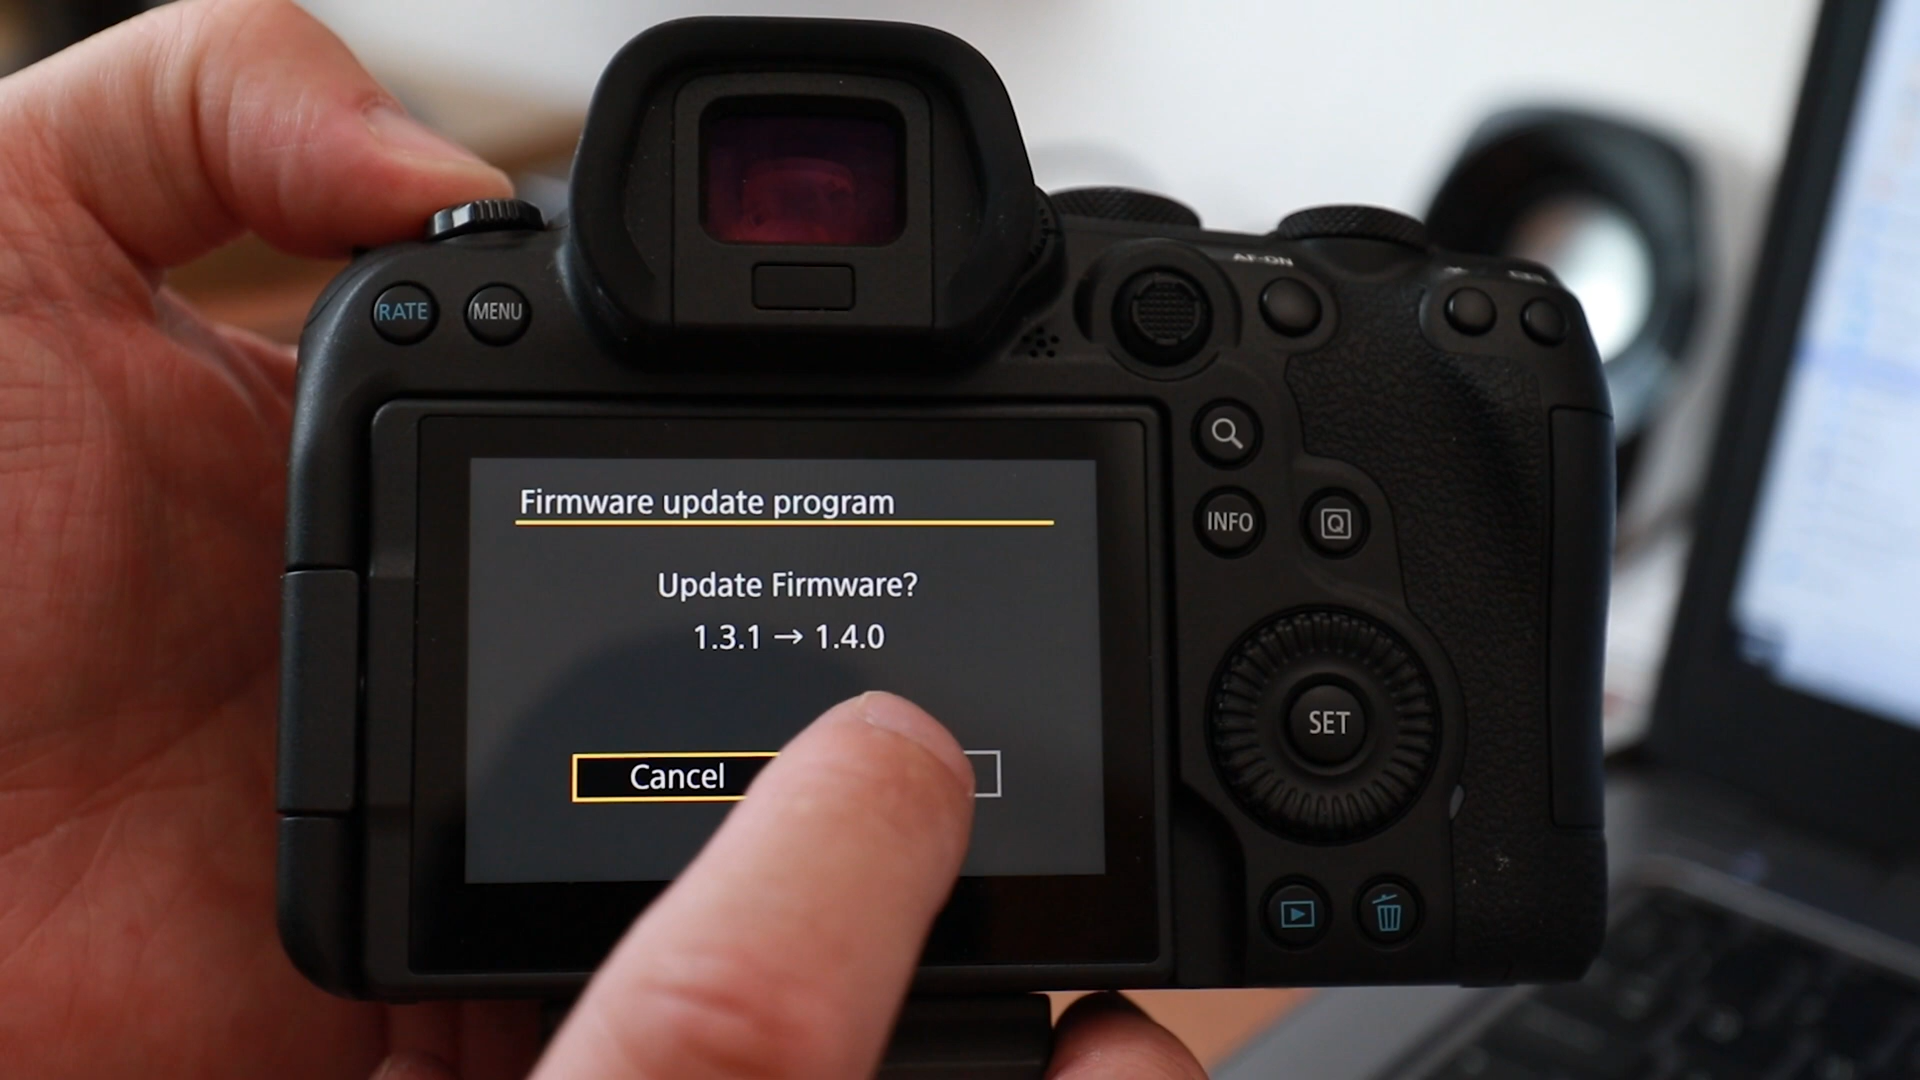 AF-ON
RATE
MENU
Firmware update program
INFO
Q
Update Firmware?
1.3.1 → 1.4.0
SET
Cancel